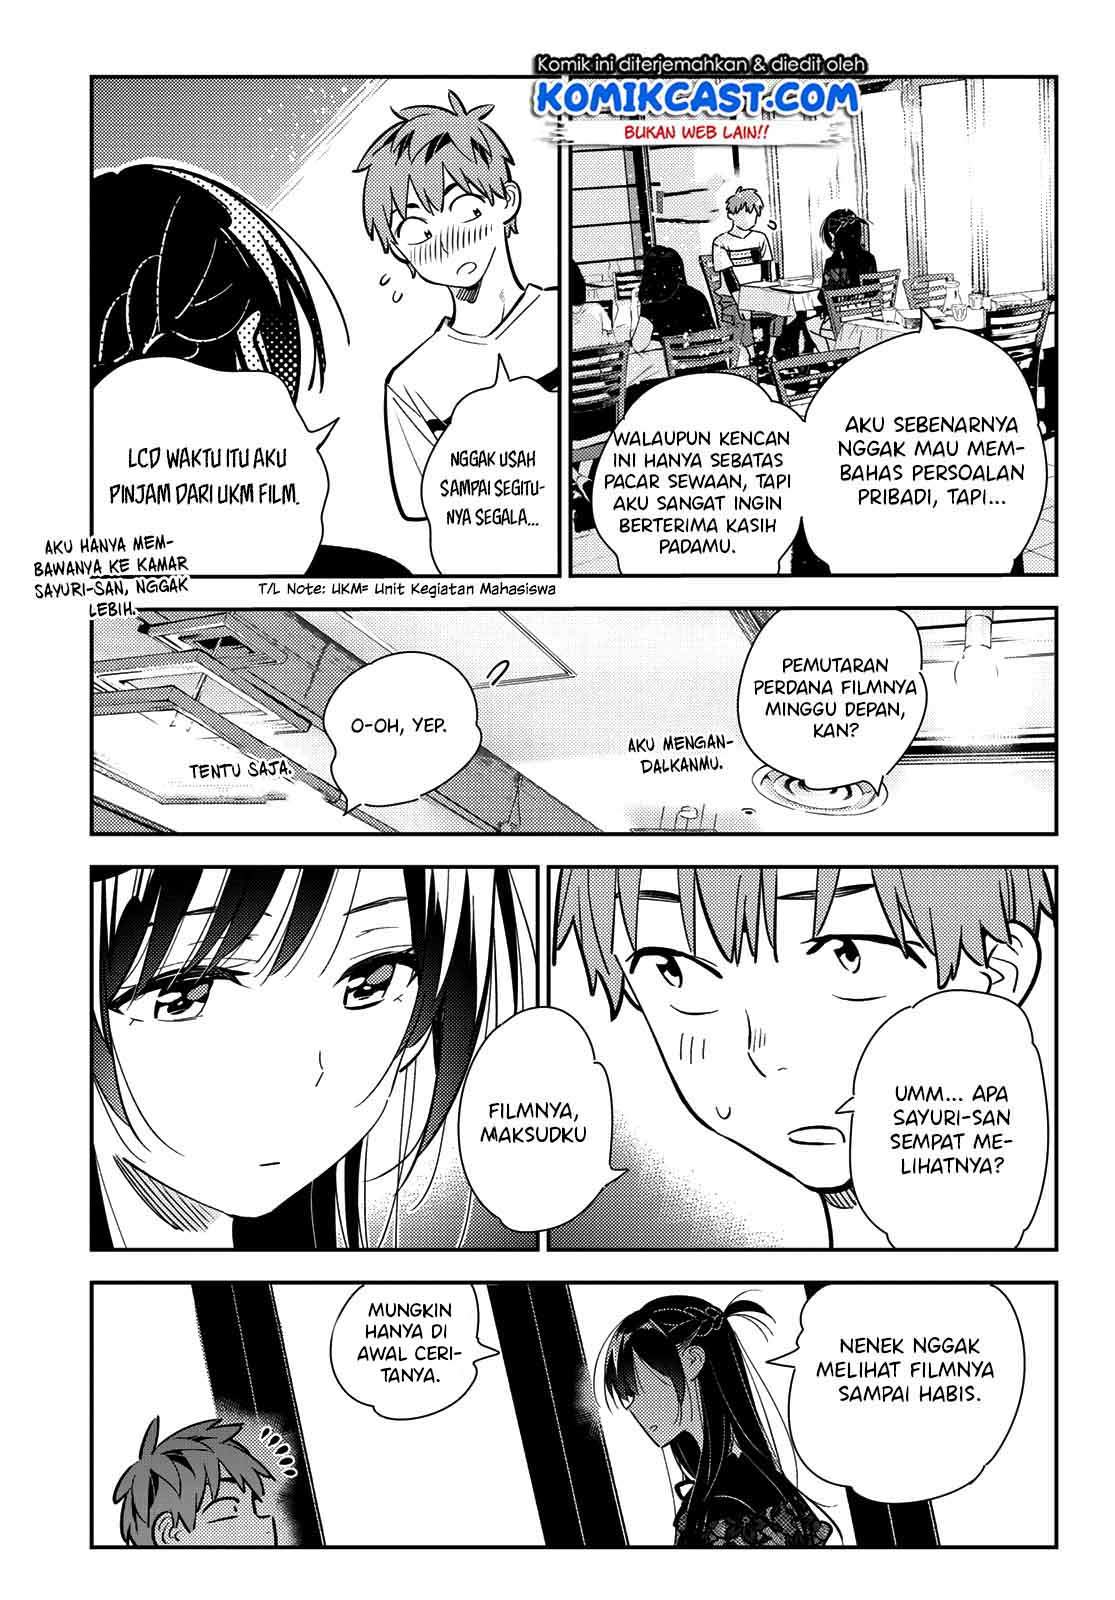 Komik ini diterjemahkan & diedit oleh
KOMIKCAST.COM
BUKAN WEB LAIN!!
AKU SEBENARNYA
NGGAK MAU MEM-
BAHAS PERSOALAN
PRIBADI, TAPI...
WALAUPUN KENCAN
INI HANYA SEBATAS
PACAR SEWAAN, TAPI
AKU SANGAT INGIN
BERTERIMA KASIH
PADAMU.
NGGAK USAH
SAMPAI SEGITU-
NYA SEGALA...
LCD WAKTU ITU AKU
PINJAM DARI UKM FILM.
AKU HANYA MEM-
BAWANYA KE KAMAR
SAYURI-SAN, NGGAK
LEBIH.
T/L Note: UKM= Unit Kegiatan Mahasiswa
PEMUTARAN
PERDANA FILMNYA
MINGGU DEPAN,
KAN?
AKU MENGAN-
DALKANMU.
O-OH, YEP.
TENTU SAJA.
UMM... APA
SAYURI-SAN
SEMPAT ME-
LIHATNYA?
FILMNYA,
MAKSUDKU
NENEK NGGAK
MELIHAT FILMNYA
SAMPAI HABIS.
MUNGKIN
HANYA DI
AWAL CERI-
TANYA.